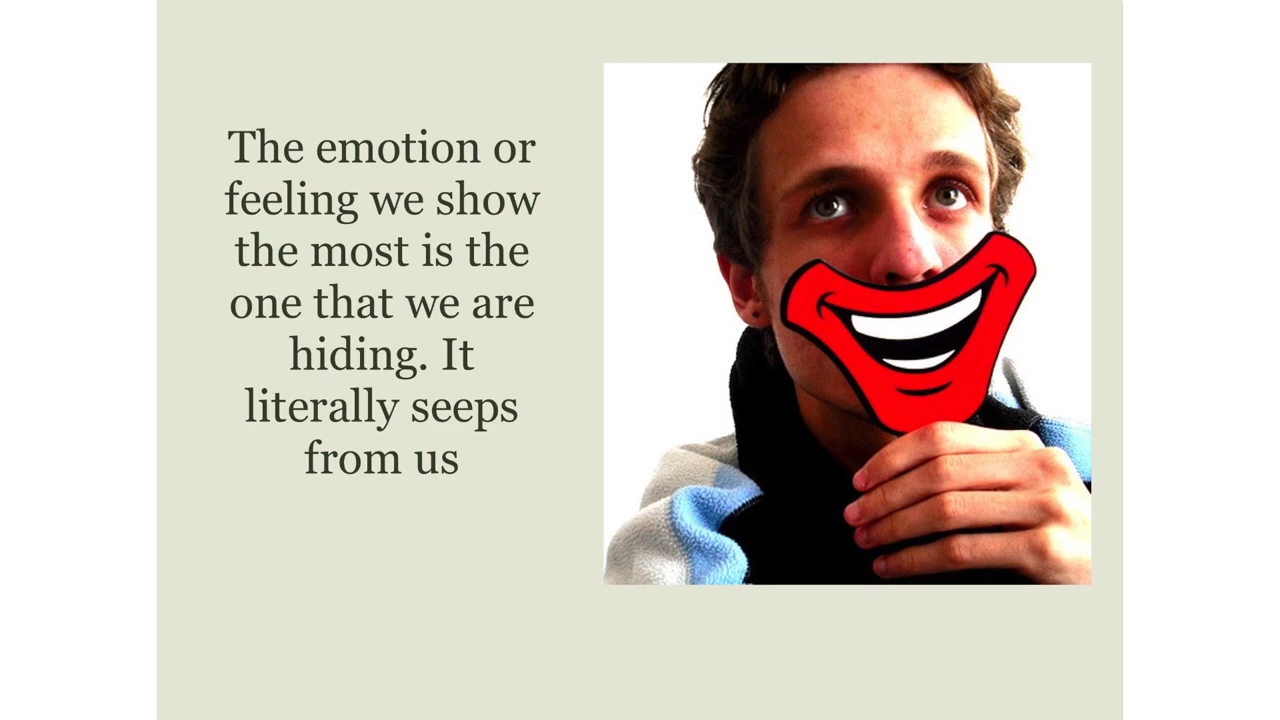 The emotion or
feeling we show
the most is the
one that we are
hiding. It
literally seeps
from us